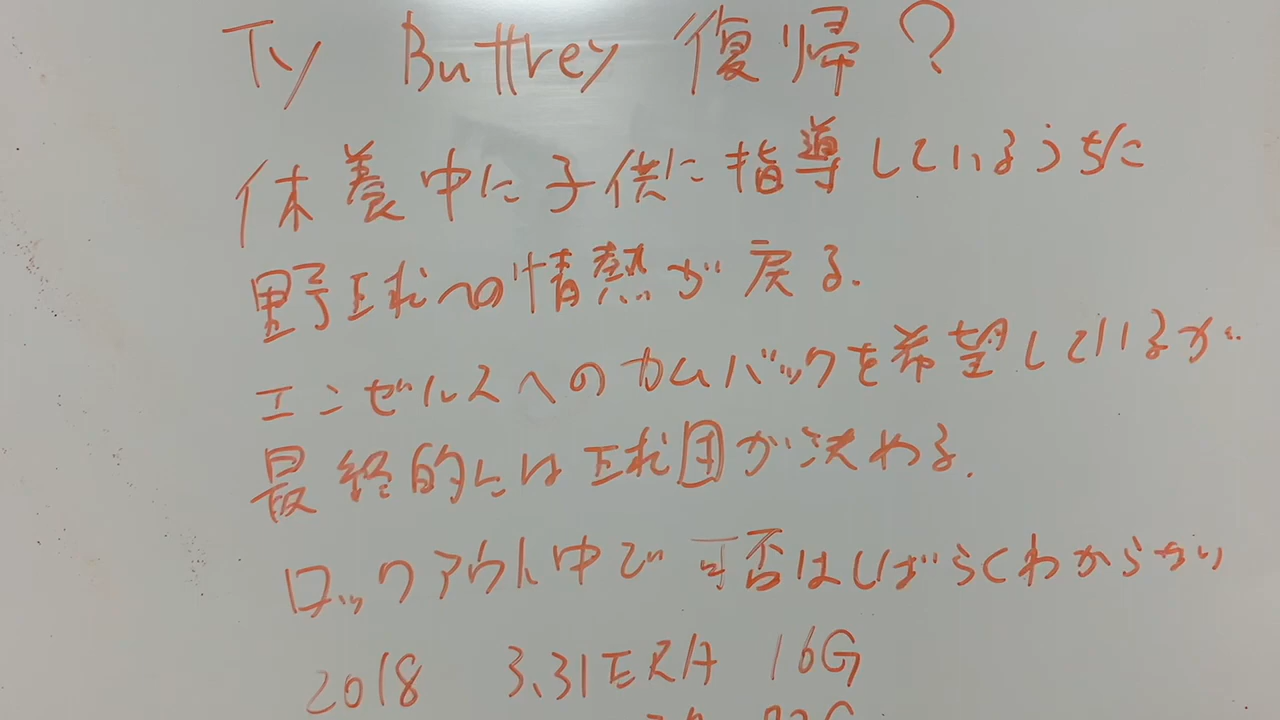 Ty Buttrey 復帰?
休養中に子供に指導しているうちに
野球への情熱が戻る.
エンゼルスへのカムバックを希望しているが
最終的には球団が決める.
ロックアウト中で 可否はしばらくわからない
2018 3.31ERA 16G